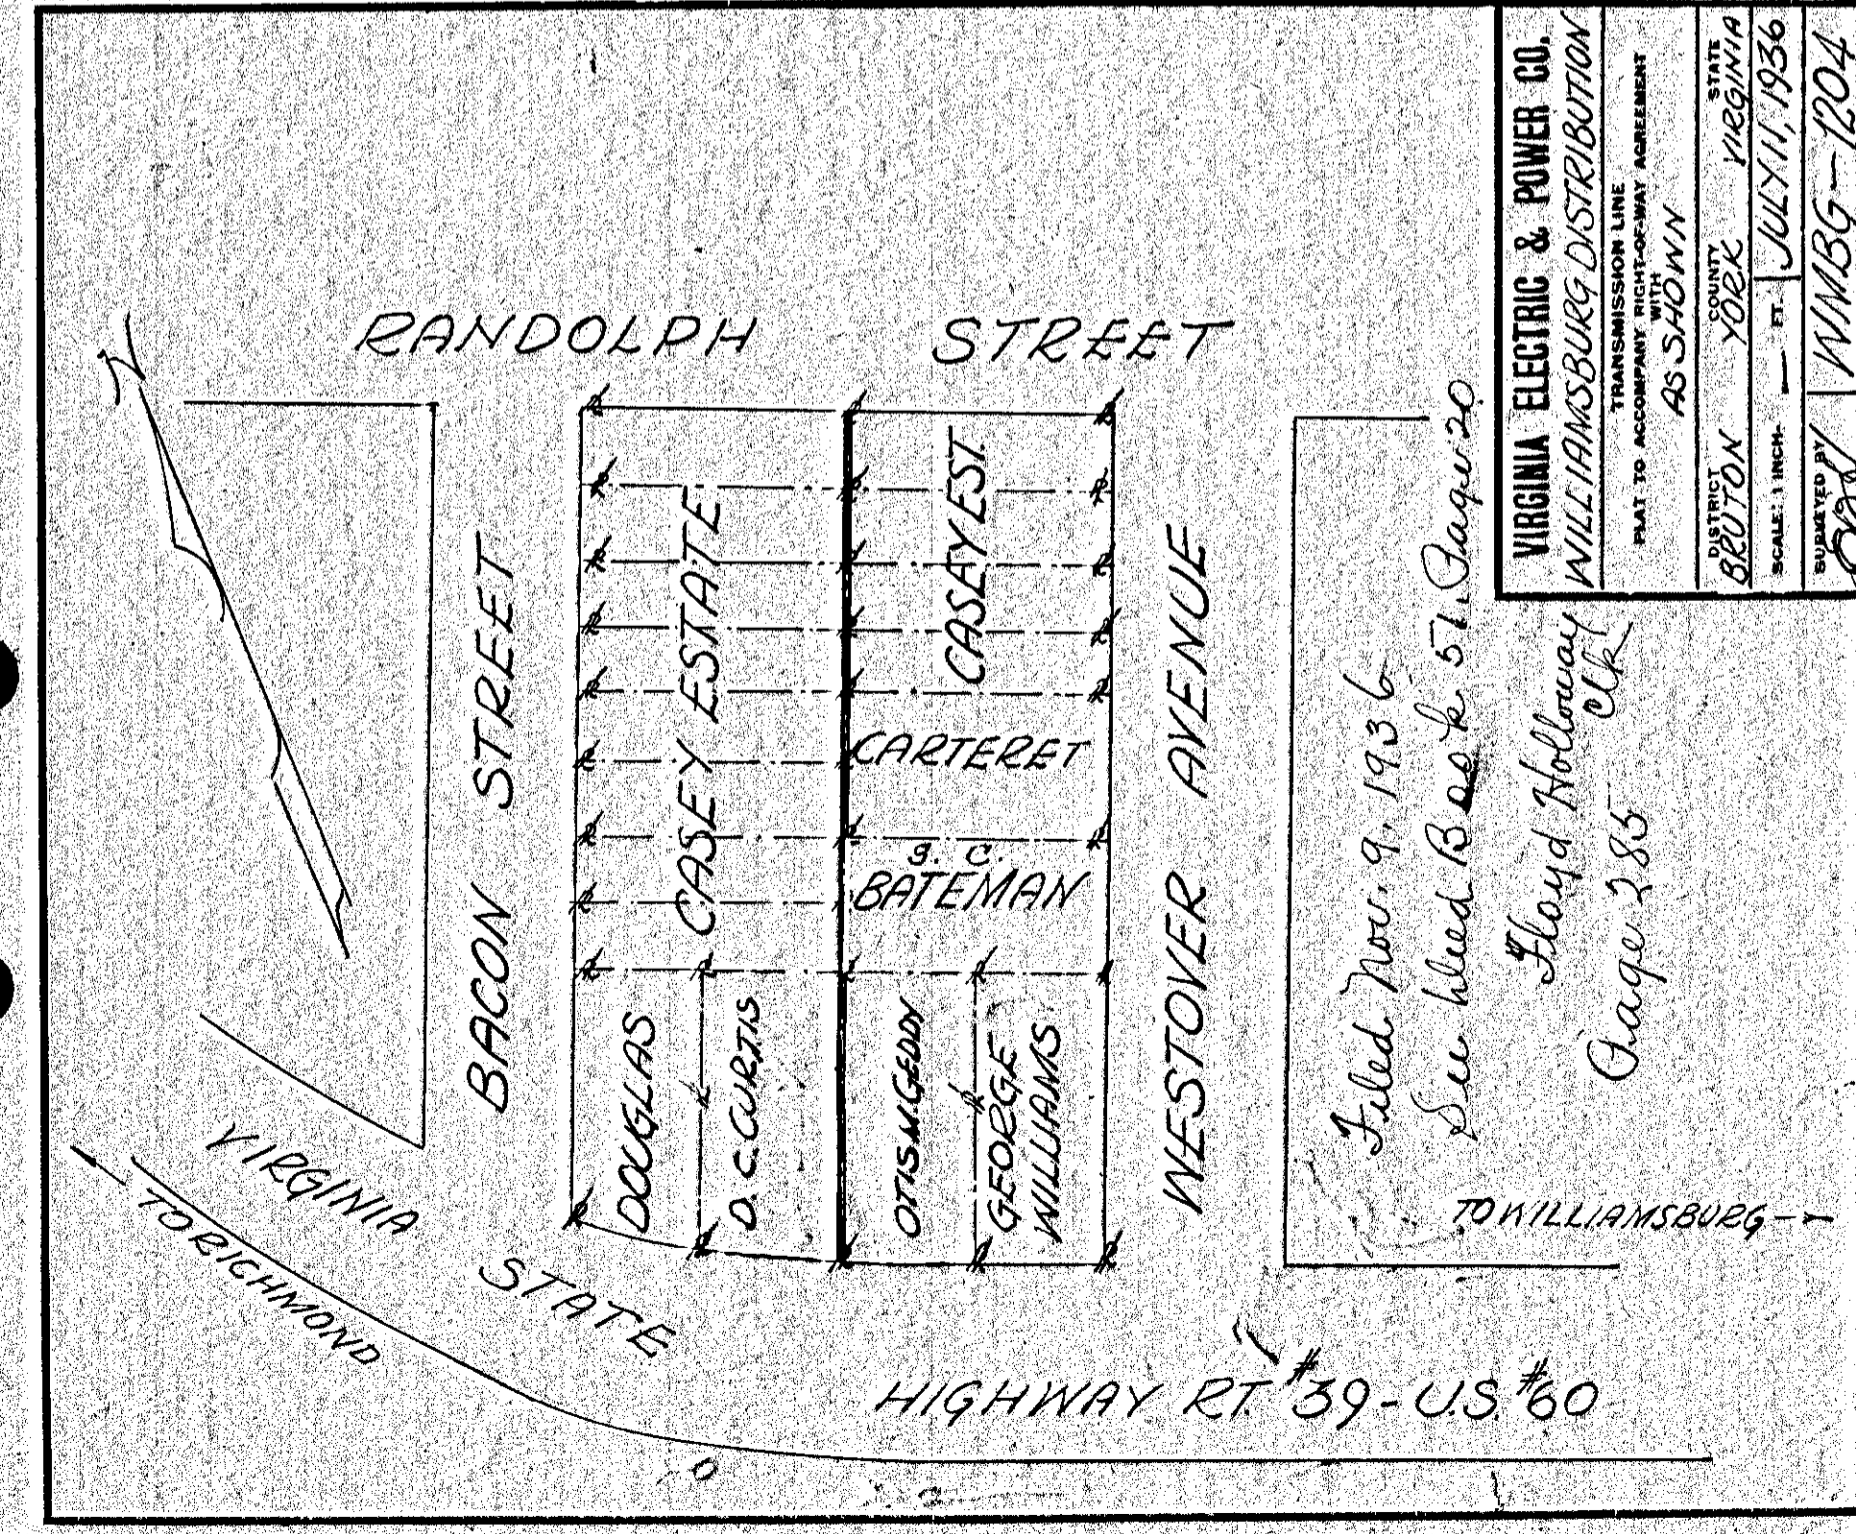 VIRGINIA ELECTRIC & POWER CO.
WILLIAMSBURG DISTRIBUTION
TRANSMISSION LINE
PLAT TO ACCOMPANY RIGHT-OF-WAY AGREEMENT
WITH
AS SHOWN
DISTRICT COUNTY STATE
BRUTON YORK VIRGINIA
SCALE: 1 INCH- — FT. JULY 11, 1936
SURVEYED BY WMBG-1204
RANDOLPH STREET
BACON STREET
CASEY ESTATE
CASEY EST.
CARTERET
G. C.
BATEMAN
DOUGLAS
D. C. CURTIS
OTIS M. GEDDY
GEORGE
WILLIAMS
WESTOVER AVENUE
Filed Nov. 9, 1936
See Deed Book 51, Page 20
Floyd Holloway
Clk
Page 285
VIRGINIA
STATE
HIGHWAY RT. #39 - U.S. #60
TO RICHMOND
TO WILLIAMSBURG